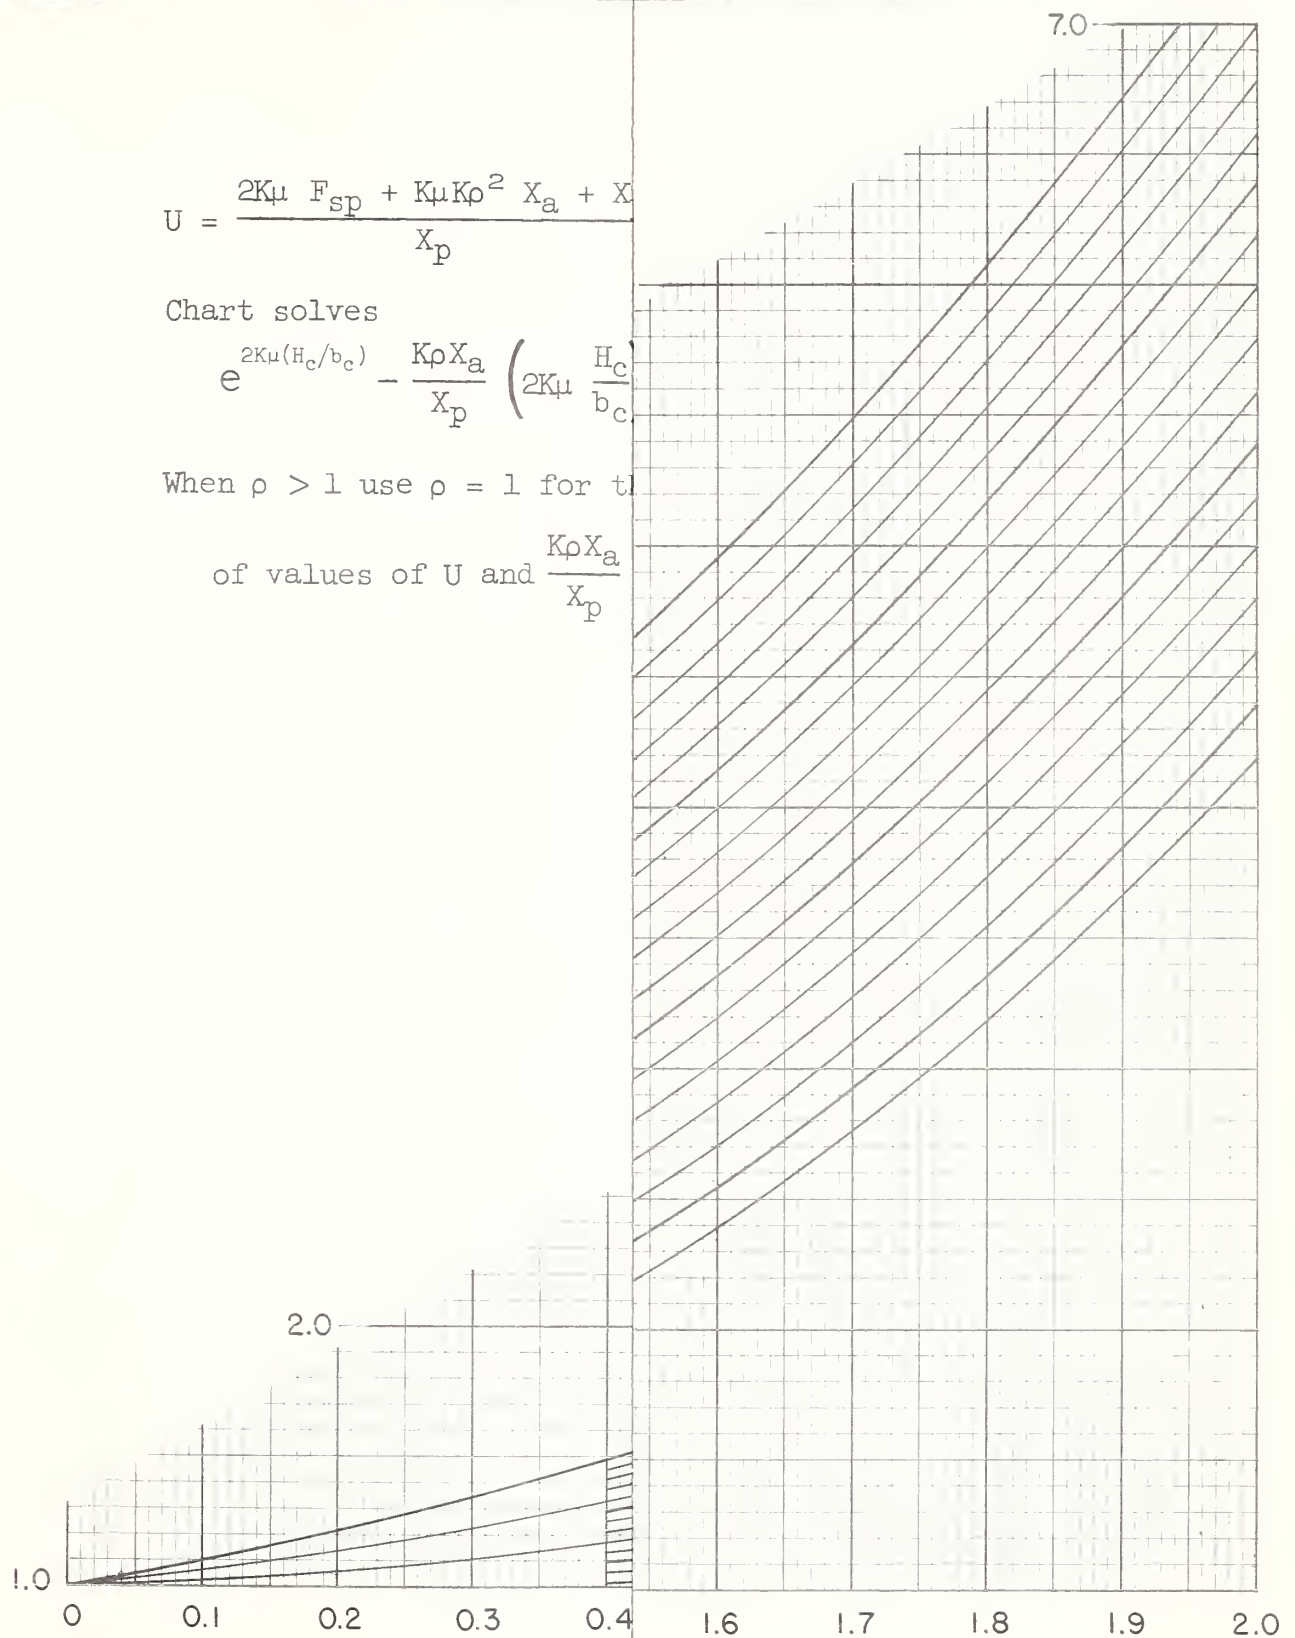 7.0
U = (2Kμ F_sp + KμKρ² X_a + X) / X_p
Chart solves
e^{2Kμ(H_c/b_c)} - (KρX_a / X_p) (2Kμ H_c/b_c
When ρ > 1 use ρ = 1 for t
of values of U and KρX_a / X_p
2.0
1.0
0 0.1 0.2 0.3 0.4 1.6 1.7 1.8 1.9 2.0